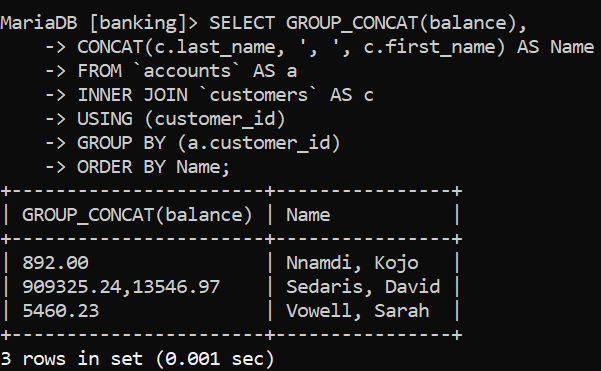 MariaDB [banking]> SELECT GROUP_CONCAT(balance),
    -> CONCAT(c.last_name, ', ', c.first_name) AS Name
    -> FROM `accounts` AS a
    -> INNER JOIN `customers` AS c
    -> USING (customer_id)
    -> GROUP BY (a.customer_id)
    -> ORDER BY Name;
+-----------------------+----------------+
| GROUP_CONCAT(balance) | Name           |
+-----------------------+----------------+
| 892.00                | Nnamdi, Kojo   |
| 909325.24,13546.97    | Sedaris, David |
| 5460.23               | Vowell, Sarah  |
+-----------------------+----------------+
3 rows in set (0.001 sec)